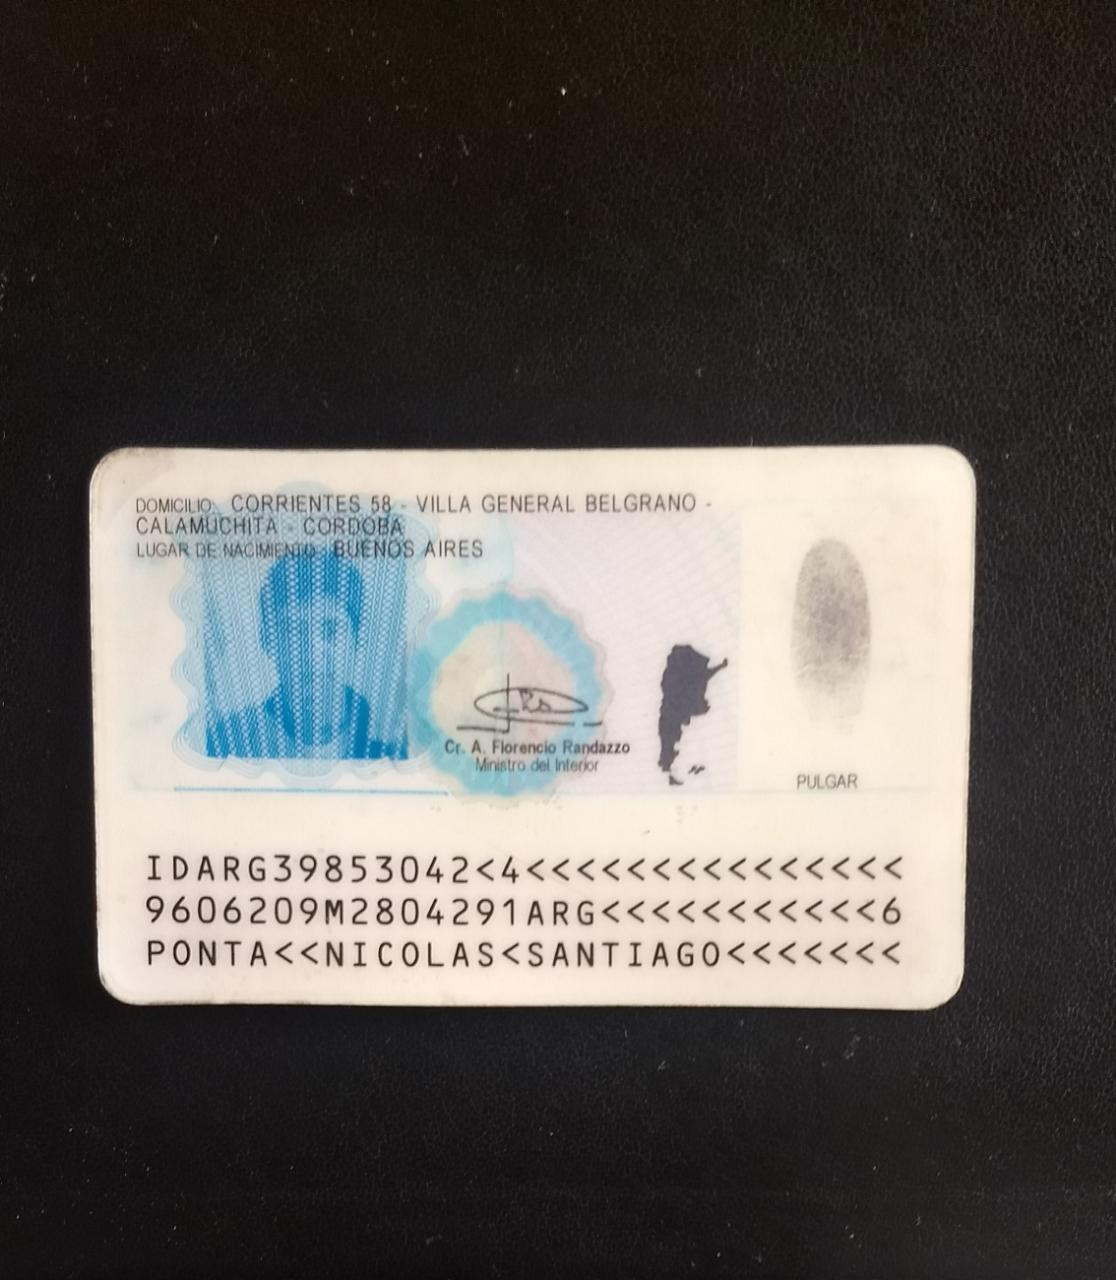 DOMICILIO: CORRIENTES 58 - VILLA GENERAL BELGRANO -
CALAMUCHITA - CORDOBA
LUGAR DE NACIMIENTO: BUENOS AIRES
Cr. A. Florencio Randazzo
Ministro del Interior
PULGAR
IDARG39853042<4<<<<<<<<<<<<<<<
9606209M2804291ARG<<<<<<<<<<<6
PONTA<<NICOLAS<SANTIAGO<<<<<<<